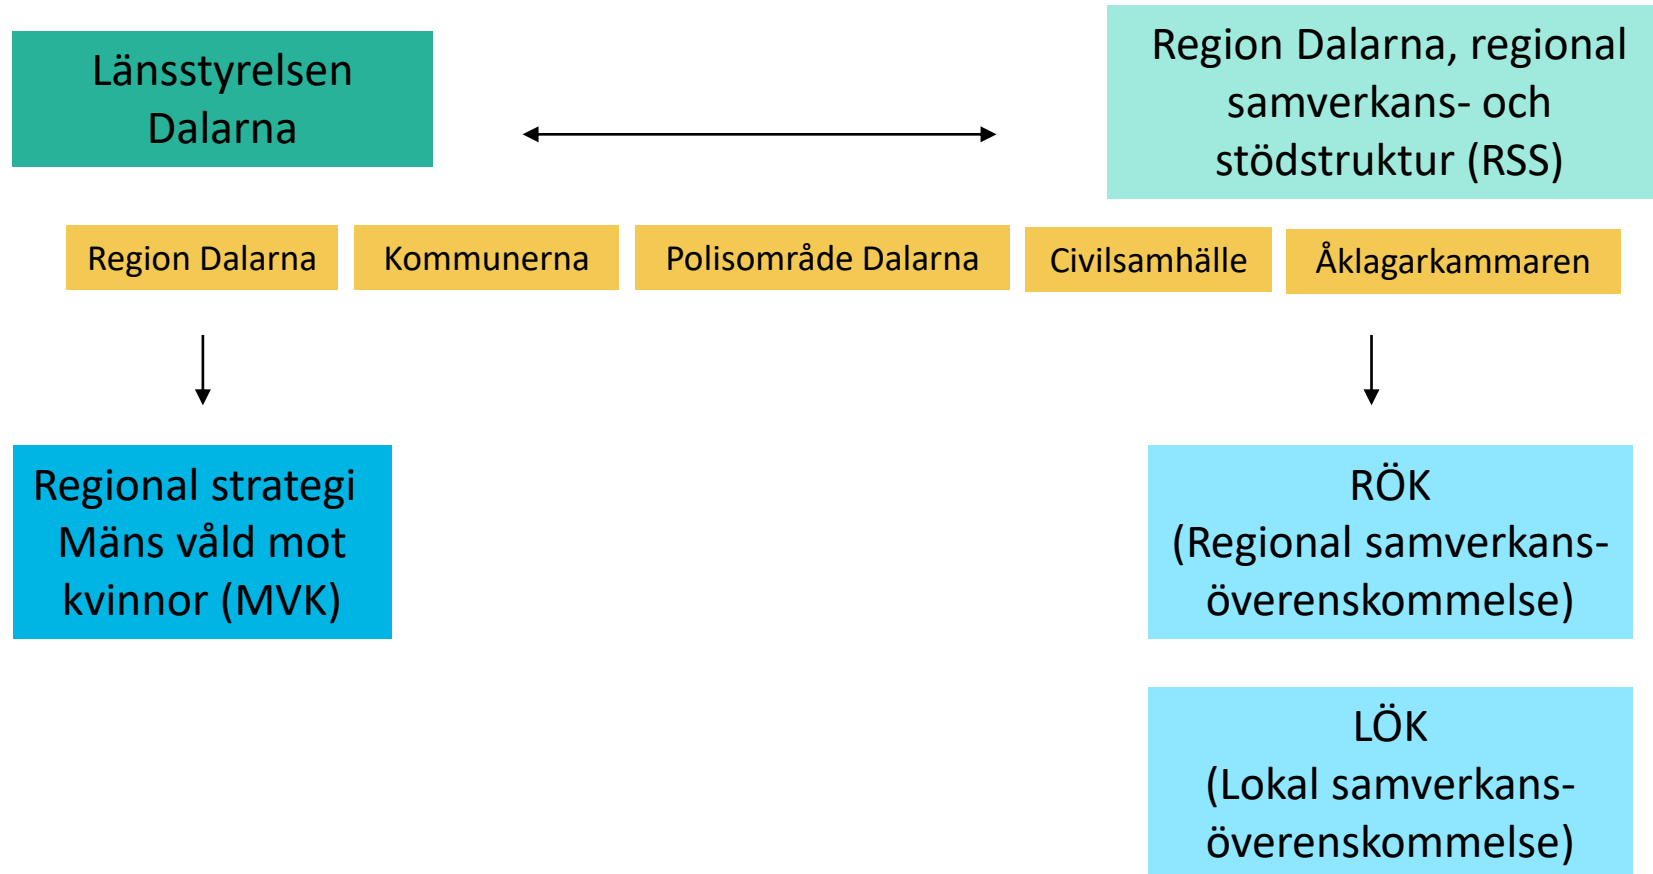 Länsstyrelsen
Dalarna
Region Dalarna, regional
samverkans- och
stödstruktur (RSS)
Region Dalarna
Kommunerna
Polisområde Dalarna
Civilsamhälle
Åklagarkammaren
Regional strategi
Mäns våld mot
kvinnor (MVK)
RÖK
(Regional samverkans-
överenskommelse)
LÖK
(Lokal samverkans-
överenskommelse)